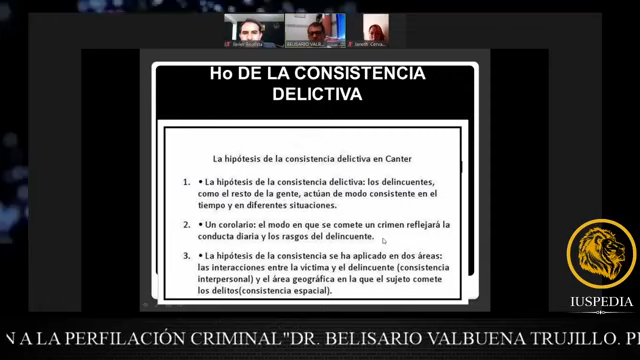 BELISARIO VALBR...
Ho DE LA CONSISTENCIA
DELICTIVA
La hipótesis de la consistencia delictiva en Canter
1. • La hipótesis de la consistencia delictiva: los delincuentes,
como el resto de la gente, actúan de modo consistente en el
tiempo y en diferentes situaciones.
2. • Un corolario: el modo en que se comete un crimen reflejará la
conducta diaria y los rasgos del delincuente.
3. • La hipótesis de la consistencia se ha aplicado en dos áreas:
las interacciones entre la víctima y el delincuente (consistencia
interpersonal) y el área geográfica en la que el sujeto comete
los delitos(consistencia espacial).
IUSPEDIA
N A LA PERFILACIÓN CRIMINAL"DR. BELISARIO VALBUENA TRUJILLO. P